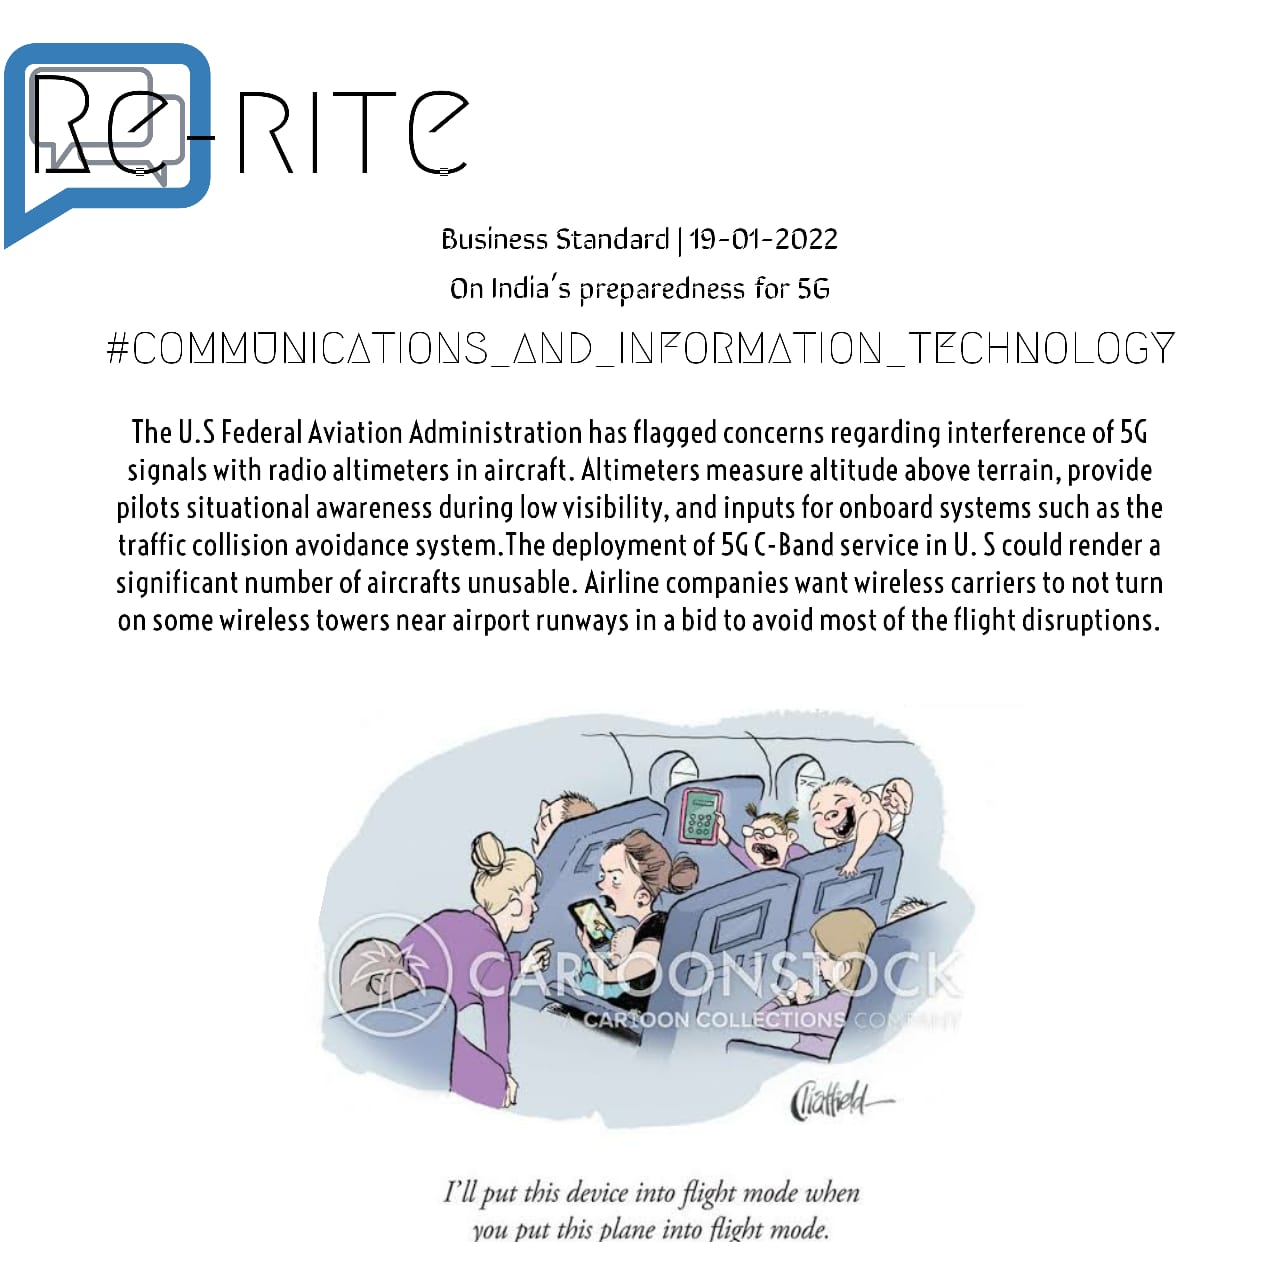 Re-RITE
Business Standard | 19-01-2022
On India's preparedness for 5G
#COMMUNICATIONS_AND_INFORMATION_TECHNOLOGY
The U.S Federal Aviation Administration has flagged concerns regarding interference of 5G
signals with radio altimeters in aircraft. Altimeters measure altitude above terrain, provide
pilots situational awareness during low visibility, and inputs for onboard systems such as the
traffic collision avoidance system.The deployment of 5G C-Band service in U. S could render a
significant number of aircrafts unusable. Airline companies want wireless carriers to not turn
on some wireless towers near airport runways in a bid to avoid most of the flight disruptions.
CARTOONSTOCK
A CARTOON COLLECTIONS COMPANY
Chatfield
I'll put this device into flight mode when
you put this plane into flight mode.